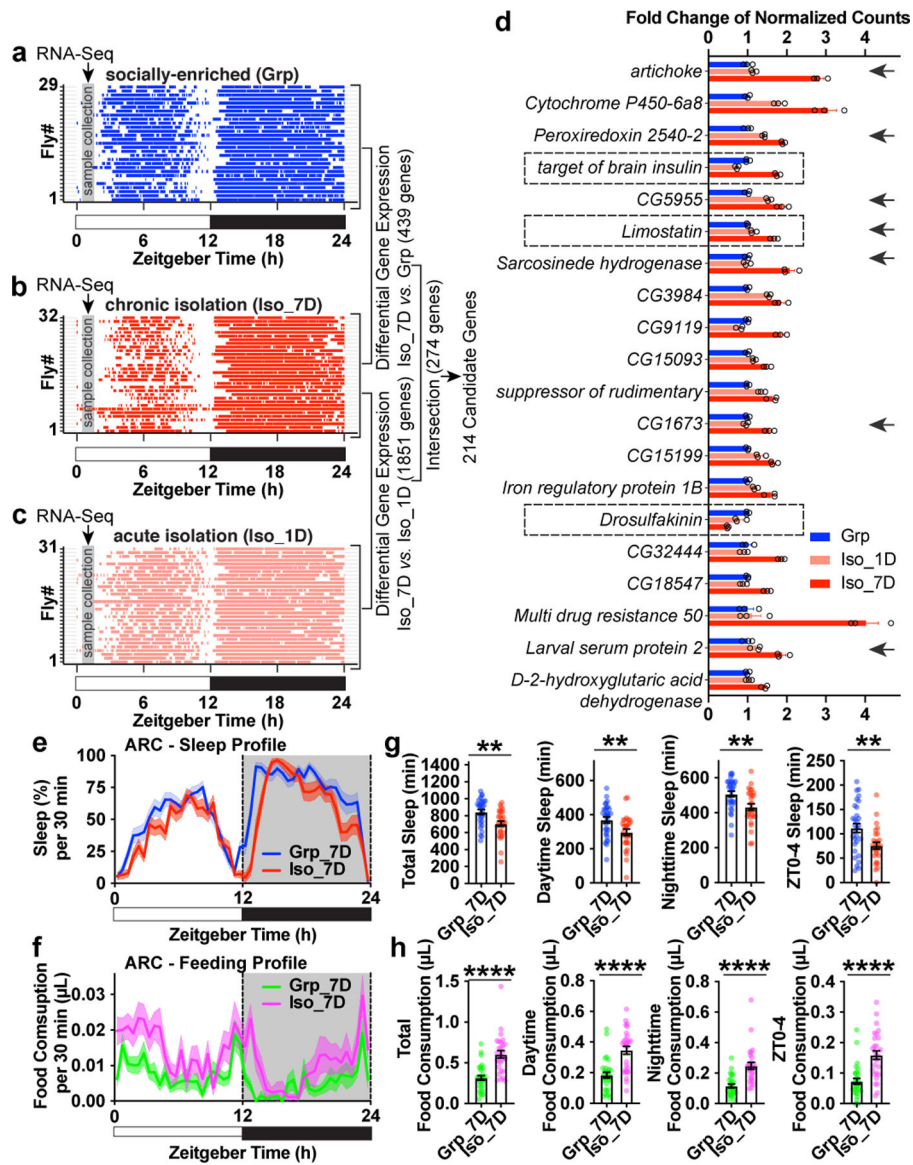 a
RNA-Seq
socially-enriched (Grp)
29
Fly#
1
sample collection
0 6 12 18 24
Zeitgeber Time (h)
b
RNA-Seq
chronic isolation (Iso_7D)
32
Fly#
1
sample collection
0 6 12 18 24
Zeitgeber Time (h)
c
RNA-Seq
acute isolation (Iso_1D)
31
Fly#
1
sample collection
0 6 12 18 24
Zeitgeber Time (h)
Differential Gene Expression
Iso_7D vs. Grp (439 genes)
Differential Gene Expression
Iso_7D vs. Iso_1D (1851 genes)
Intersection (274 genes)
214 Candidate Genes
d
Fold Change of Normalized Counts
0 1 2 3 4
artichoke
Cytochrome P450-6a8
Peroxiredoxin 2540-2
target of brain insulin
CG5955
Limostatin
Sarcosinede hydrogenase
CG3984
CG9119
CG15093
suppressor of rudimentary
CG1673
CG15199
Iron regulatory protein 1B
Drosulfakinin
CG32444
CG18547
Multi drug resistance 50
Larval serum protein 2
D-2-hydroxyglutaric acid
dehydrogenase
Grp
Iso_1D
Iso_7D
0 1 2 3 4
e
ARC - Sleep Profile
Sleep (%)
per 30 min
100
75
50
25
0
Grp_7D
Iso_7D
0 12 24
Zeitgeber Time (h)
g
**
Total Sleep (min)
1400
1200
1000
800
600
400
200
0
Grp_7D
Iso_7D
**
Daytime Sleep (min)
600
400
200
0
Grp_7D
Iso_7D
**
Nighttime Sleep (min)
600
400
200
0
Grp_7D
Iso_7D
**
ZT0-4 Sleep (min)
200
150
100
50
0
Grp_7D
Iso_7D
f
ARC - Feeding Profile
Food Comsuption
per 30 min (µL)
0.03
0.02
0.01
0.00
Grp_7D
Iso_7D
0 12 24
Zeitgeber Time (h)
h
****
Total
Food Consumption (µL)
1.5
1.0
0.5
0.0
Grp_7D
Iso_7D
****
Daytime
Food Consumption (µL)
0.8
0.6
0.4
0.2
0.0
Grp_7D
Iso_7D
****
Nighttime
Food Consumption (µL)
0.8
0.6
0.4
0.2
0.0
Grp_7D
Iso_7D
****
ZT0-4
Food Consumption (µL)
0.4
0.3
0.2
0.1
0.0
Grp_7D
Iso_7D